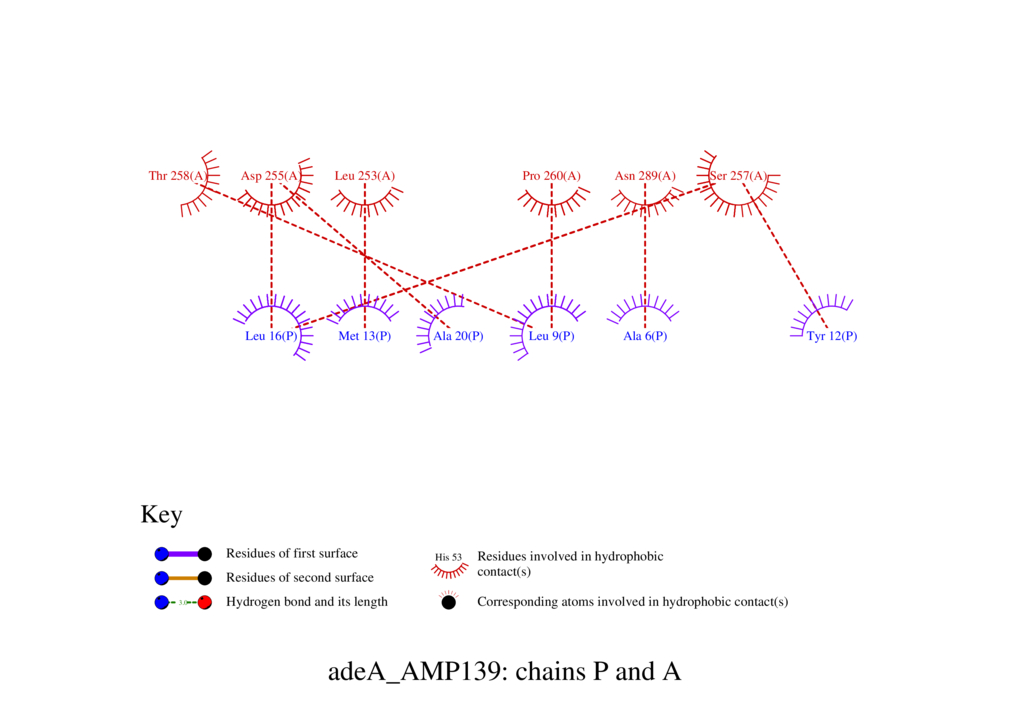 Thr 258(A) Asp 255(A Leu 253(A) Pro 260(A) Asn 289(A) Ser 257(A)
Leu 16(P) Met 13(P) Ala 20(P) Leu 9(P) Ala 6(P) Tyr 12(P)
Key
Residues of first surface
Residues of second surface
3.0
Hydrogen bond and its length
His 53
Residues involved in hydrophobic
contact(s)
Corresponding atoms involved in hydrophobic contact(s)
adeA_AMP139: chains P and A